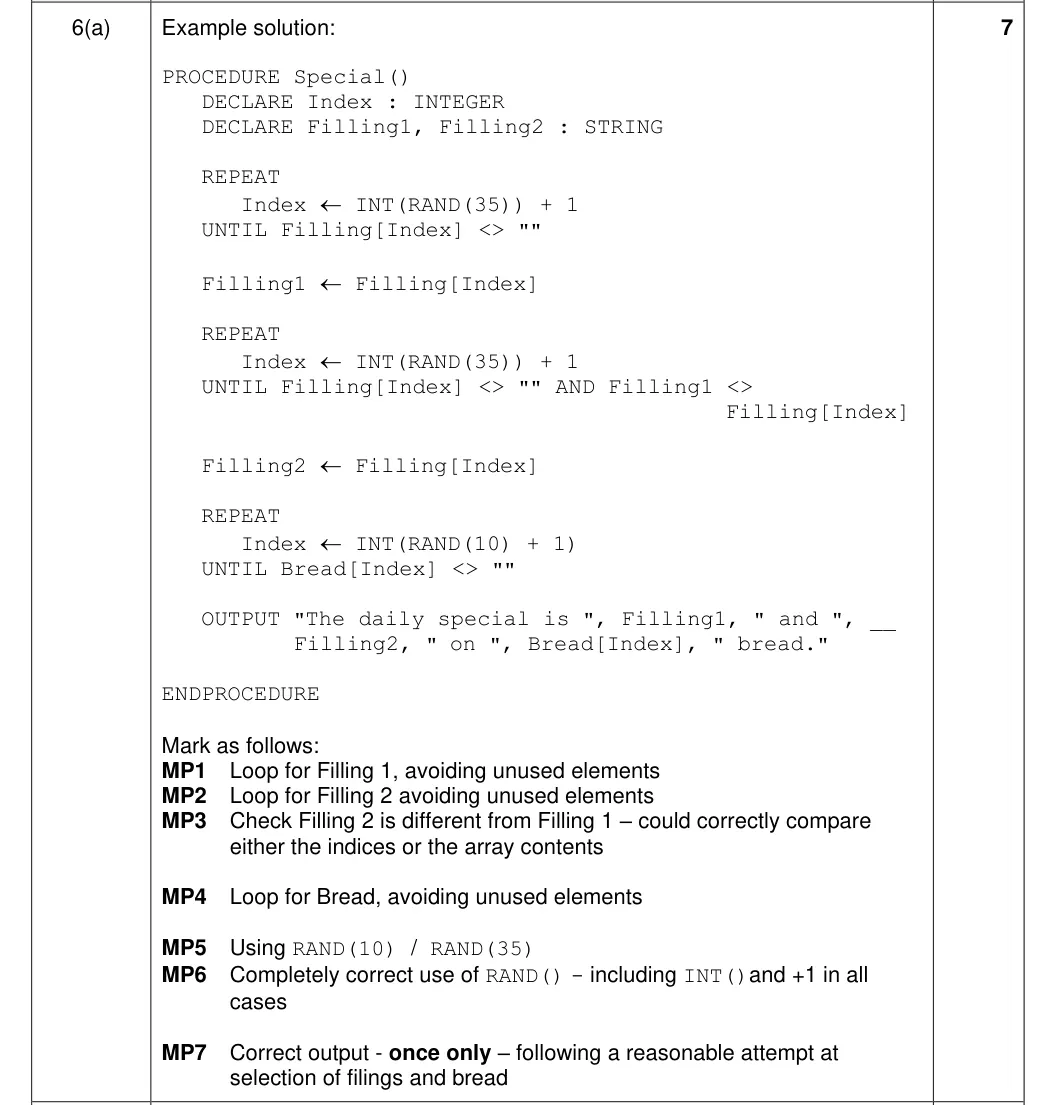 6(a) Example solution: 7
PROCEDURE Special()
DECLARE Index : INTEGER
DECLARE Filling1, Filling2 : STRING
REPEAT
Index ← INT(RAND(35)) + 1
UNTIL Filling[Index] <> ""
Filling1 ← Filling[Index]
REPEAT
Index ← INT(RAND(35)) + 1
UNTIL Filling[Index] <> "" AND Filling1 <>
Filling[Index]
Filling2 ← Filling[Index]
REPEAT
Index ← INT(RAND(10) + 1)
UNTIL Bread[Index] <> ""
OUTPUT "The daily special is ", Filling1, " and ", __
Filling2, " on ", Bread[Index], " bread."
ENDPROCEDURE
Mark as follows:
MP1 Loop for Filling 1, avoiding unused elements
MP2 Loop for Filling 2 avoiding unused elements
MP3 Check Filling 2 is different from Filling 1 – could correctly compare
either the indices or the array contents
MP4 Loop for Bread, avoiding unused elements
MP5 Using RAND(10) / RAND(35)
MP6 Completely correct use of RAND() – including INT()and +1 in all
cases
MP7 Correct output - once only – following a reasonable attempt at
selection of filings and bread